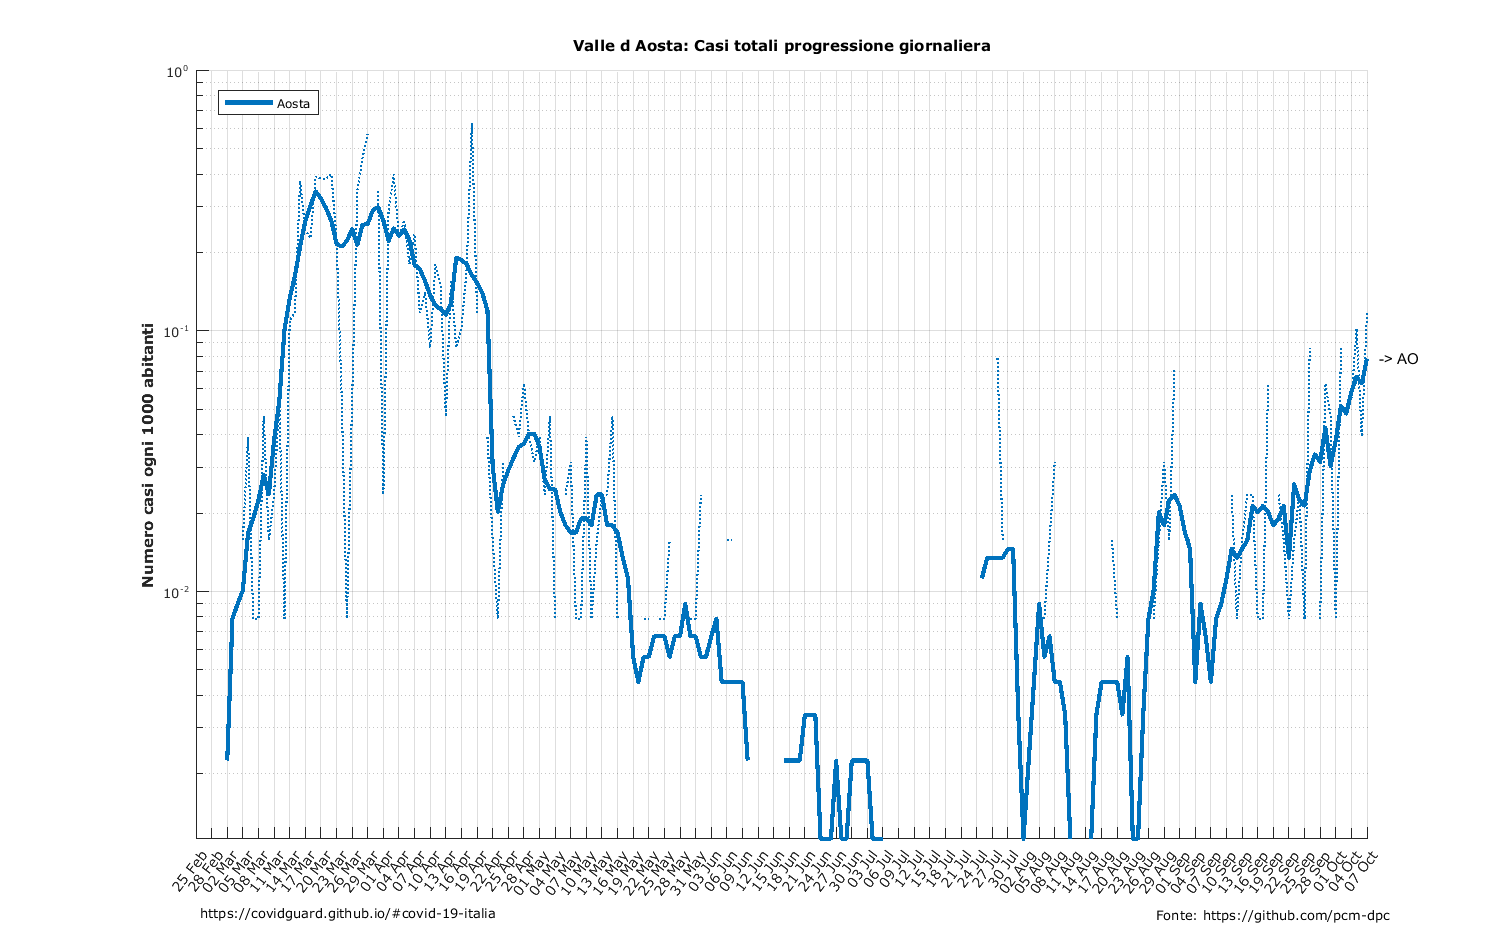 Valle d Aosta: Casi totali progressione giornaliera
Aosta
Numero casi ogni 1000 abitanti
10^0
10^-1
10^-2
-> AO
25 Feb
28 Feb
02 Mar
05 Mar
08 Mar
11 Mar
14 Mar
17 Mar
20 Mar
23 Mar
26 Mar
29 Mar
01 Apr
04 Apr
07 Apr
10 Apr
13 Apr
16 Apr
19 Apr
22 Apr
25 Apr
28 Apr
01 May
04 May
07 May
10 May
13 May
16 May
19 May
22 May
25 May
28 May
31 May
03 Jun
06 Jun
09 Jun
12 Jun
15 Jun
18 Jun
21 Jun
24 Jun
27 Jun
30 Jun
03 Jul
06 Jul
09 Jul
12 Jul
15 Jul
18 Jul
21 Jul
24 Jul
27 Jul
30 Jul
02 Aug
05 Aug
08 Aug
11 Aug
14 Aug
17 Aug
20 Aug
23 Aug
26 Aug
29 Aug
01 Sep
04 Sep
07 Sep
10 Sep
13 Sep
16 Sep
19 Sep
22 Sep
25 Sep
28 Sep
01 Oct
04 Oct
07 Oct
https://covidguard.github.io/#covid-19-italia
Fonte: https://github.com/pcm-dpc